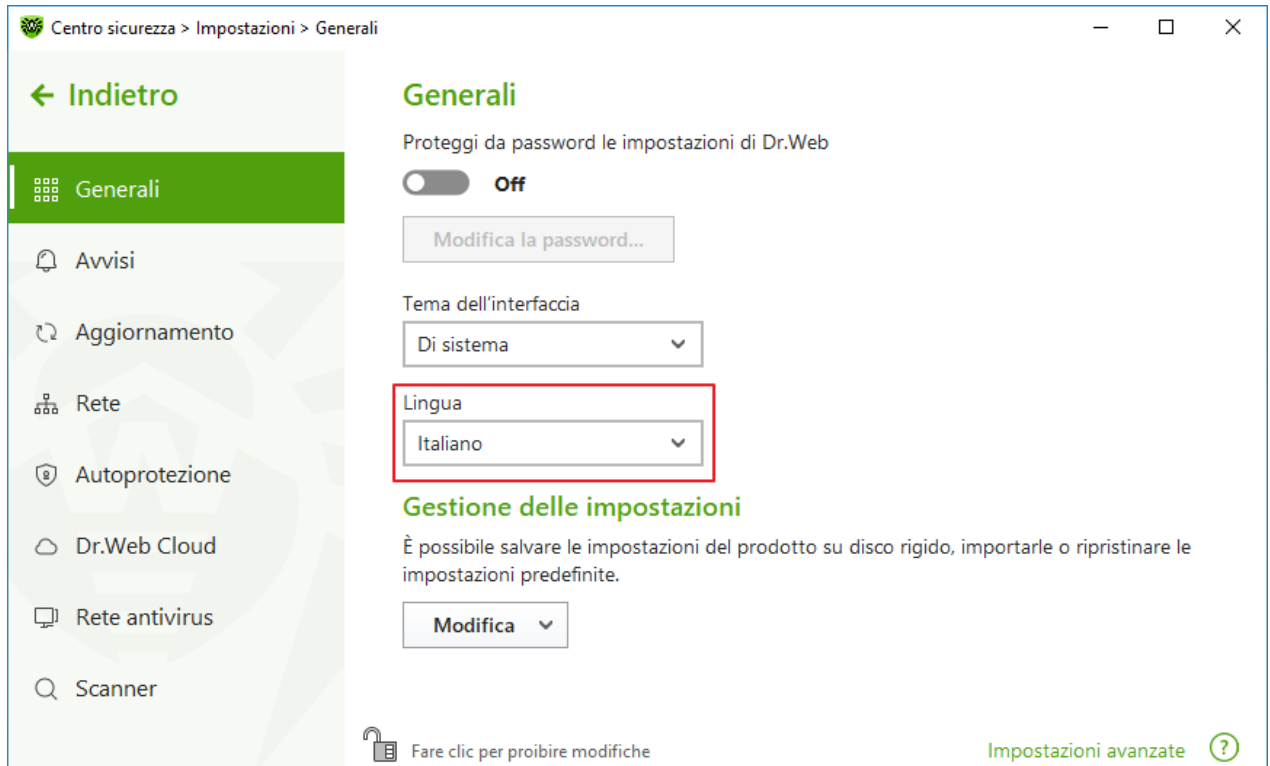 Centro sicurezza > Impostazioni > Generali
Indietro
Generali
Avvisi
Aggiornamento
Rete
Autoprotezione
Dr.Web Cloud
Rete antivirus
Scanner
Generali
Proteggi da password le impostazioni di Dr.Web
Off
Modifica la password...
Tema dell'interfaccia
Di sistema
Lingua
Italiano
Gestione delle impostazioni
È possibile salvare le impostazioni del prodotto su disco rigido, importarle o ripristinare le
impostazioni predefinite.
Modifica
Fare clic per proibire modifiche
Impostazioni avanzate ?